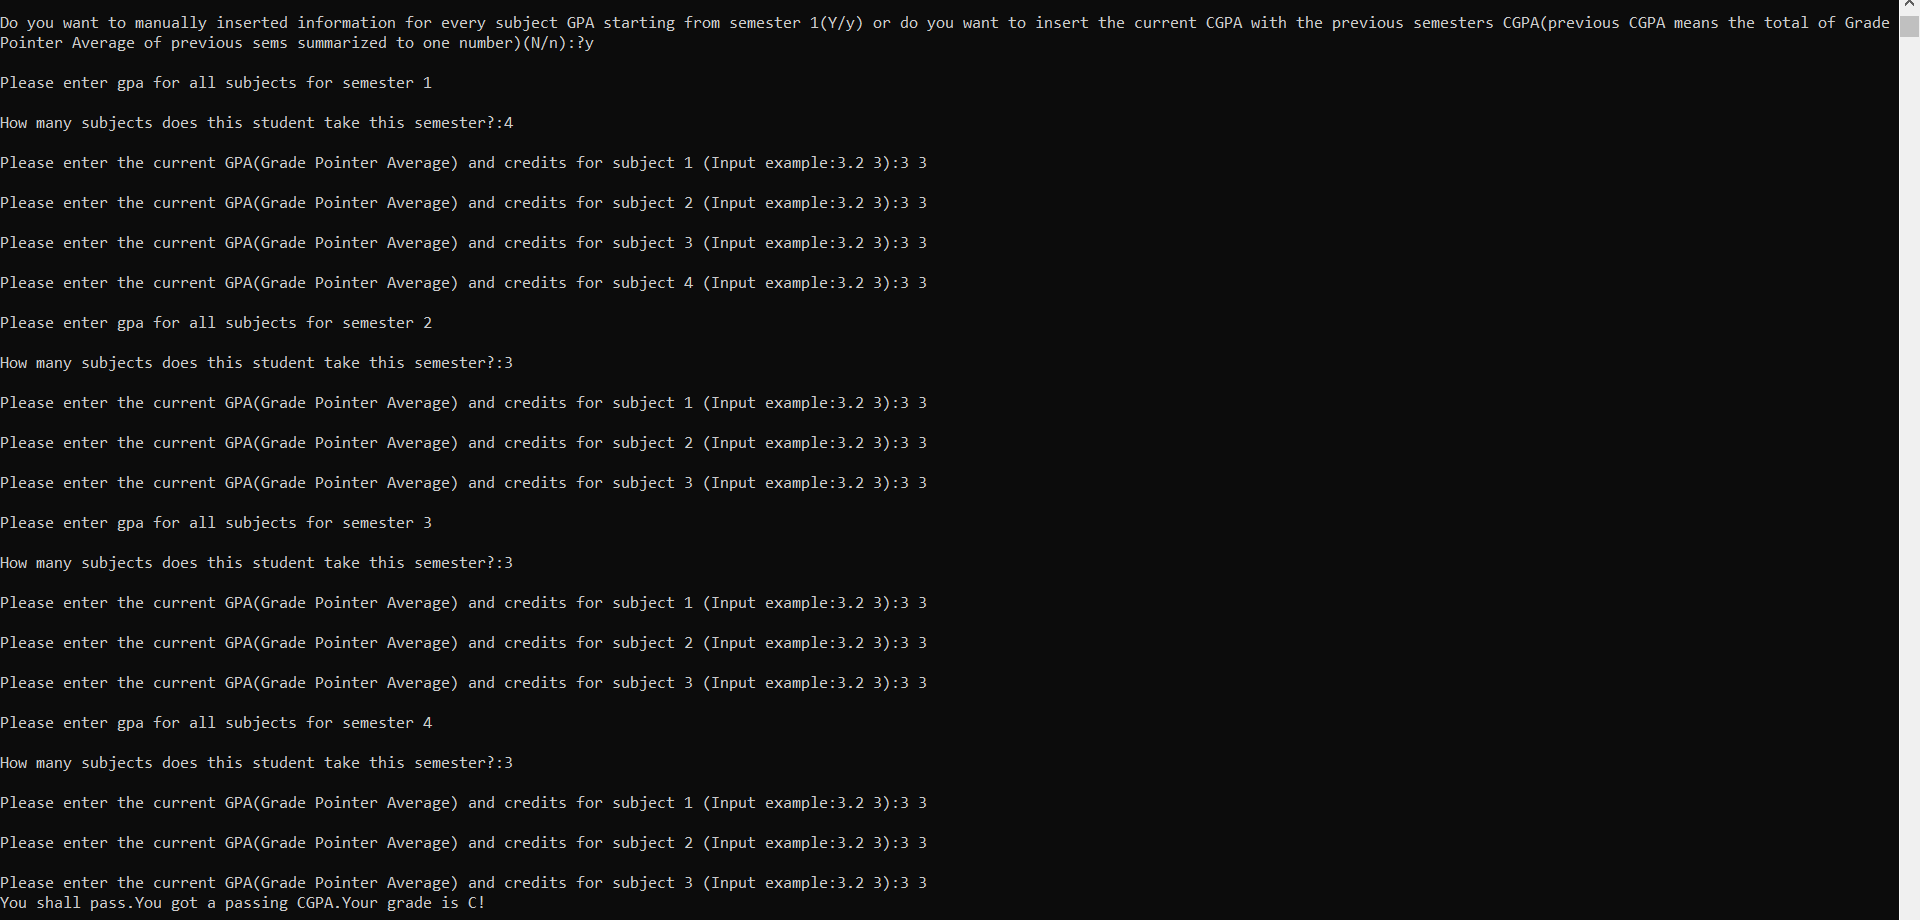 Do you want to manually inserted information for every subject GPA starting from semester 1(Y/y) or do you want to insert the current CGPA with the previous semesters CGPA(previous CGPA means the total of Grade
Pointer Average of previous sems summarized to one number)(N/n):?y
Please enter gpa for all subjects for semester 1
How many subjects does this student take this semester?:4
Please enter the current GPA(Grade Pointer Average) and credits for subject 1 (Input example:3.2 3):3 3
Please enter the current GPA(Grade Pointer Average) and credits for subject 2 (Input example:3.2 3):3 3
Please enter the current GPA(Grade Pointer Average) and credits for subject 3 (Input example:3.2 3):3 3
Please enter the current GPA(Grade Pointer Average) and credits for subject 4 (Input example:3.2 3):3 3
Please enter gpa for all subjects for semester 2
How many subjects does this student take this semester?:3
Please enter the current GPA(Grade Pointer Average) and credits for subject 1 (Input example:3.2 3):3 3
Please enter the current GPA(Grade Pointer Average) and credits for subject 2 (Input example:3.2 3):3 3
Please enter the current GPA(Grade Pointer Average) and credits for subject 3 (Input example:3.2 3):3 3
Please enter gpa for all subjects for semester 3
How many subjects does this student take this semester?:3
Please enter the current GPA(Grade Pointer Average) and credits for subject 1 (Input example:3.2 3):3 3
Please enter the current GPA(Grade Pointer Average) and credits for subject 2 (Input example:3.2 3):3 3
Please enter the current GPA(Grade Pointer Average) and credits for subject 3 (Input example:3.2 3):3 3
Please enter gpa for all subjects for semester 4
How many subjects does this student take this semester?:3
Please enter the current GPA(Grade Pointer Average) and credits for subject 1 (Input example:3.2 3):3 3
Please enter the current GPA(Grade Pointer Average) and credits for subject 2 (Input example:3.2 3):3 3
Please enter the current GPA(Grade Pointer Average) and credits for subject 3 (Input example:3.2 3):3 3
You shall pass.You got a passing CGPA.Your grade is C!